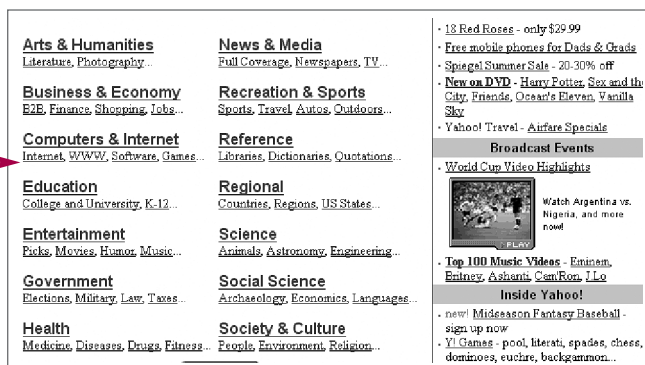 Arts & Humanities
Literature, Photography...
Business & Economy
B2B, Finance, Shopping, Jobs...
Computers & Internet
Internet, WWW, Software, Games...
Education
College and University, K-12...
Entertainment
Picks, Movies, Humor, Music...
Government
Elections, Military, Law, Taxes...
Health
Medicine, Diseases, Drugs, Fitness...
News & Media
Full Coverage, Newspapers, TV...
Recreation & Sports
Sports, Travel, Autos, Outdoors...
Reference
Libraries, Dictionaries, Quotations...
Regional
Countries, Regions, US States...
Science
Animals, Astronomy, Engineering...
Social Science
Archaeology, Economics, Languages...
Society & Culture
People, Environment, Religion...
· 18 Red Roses - only $29.99
· Free mobile phones for Dads & Grads
· Spiegel Summer Sale - 20-30% off
· New on DVD - Harry Potter, Sex and the
City, Friends, Ocean's Eleven, Vanilla
Sky
· Yahoo! Travel - Airfare Specials
Broadcast Events
· World Cup Video Highlights
Watch Argentina vs.
Nigeria, and more
now!
PLAY
· Top 100 Music Videos - Eminem,
Britney, Ashanti, Cam'Ron, J.Lo
Inside Yahoo!
· new! Midseason Fantasy Baseball -
sign up now
· Y! Games - pool, literati, spades, chess,
dominoes, euchre, backgammon...